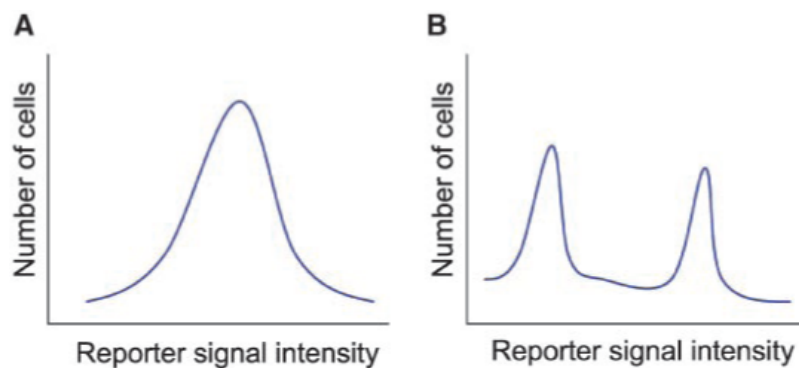 A
B
Number of cells
Reporter signal intensity
Number of cells
Reporter signal intensity